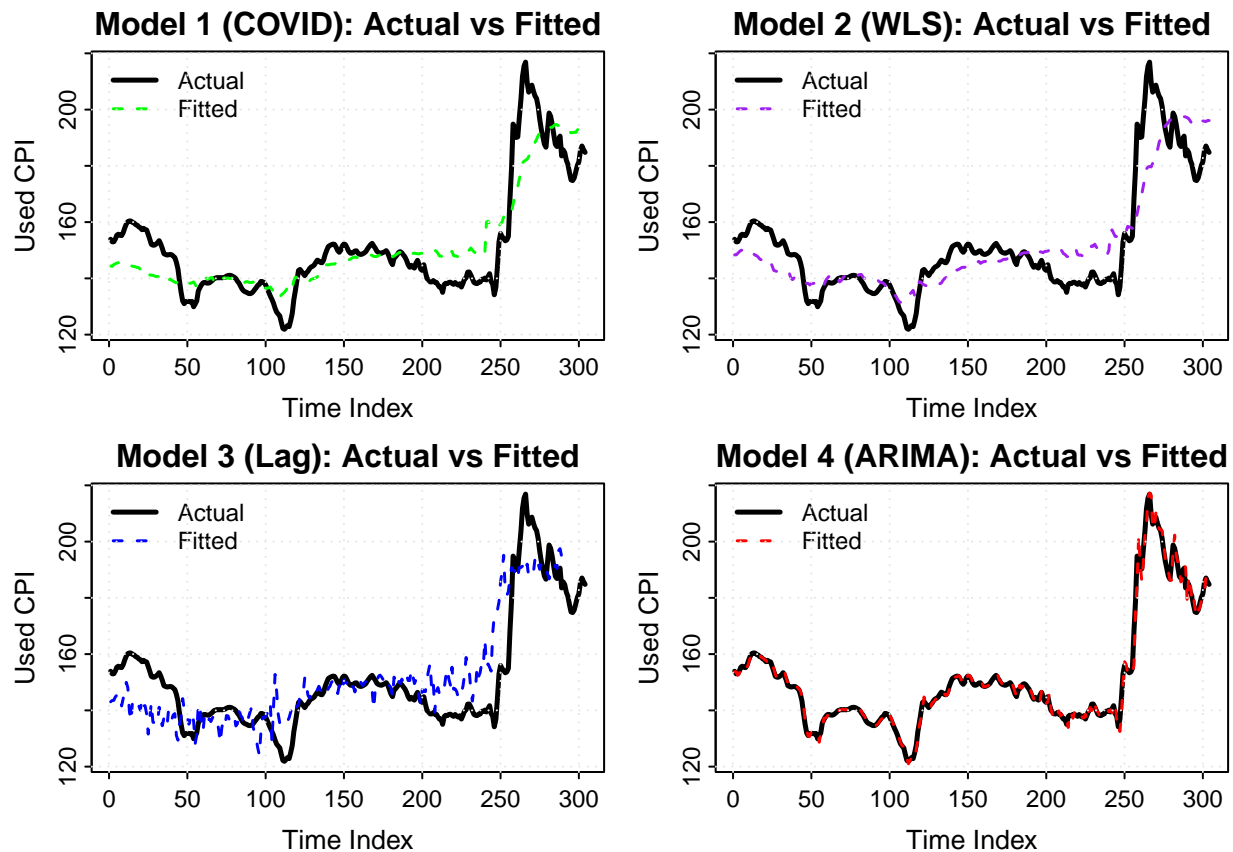 Model 1 (COVID): Actual vs Fitted
Actual
Fitted
Used CPI
120
160
200
0 50 100 150 200 250 300
Time Index
Model 2 (WLS): Actual vs Fitted
Actual
Fitted
Used CPI
120
160
200
0 50 100 150 200 250 300
Time Index
Model 3 (Lag): Actual vs Fitted
Actual
Fitted
Used CPI
120
160
200
0 50 100 150 200 250 300
Time Index
Model 4 (ARIMA): Actual vs Fitted
Actual
Fitted
Used CPI
120
160
200
0 50 100 150 200 250 300
Time Index